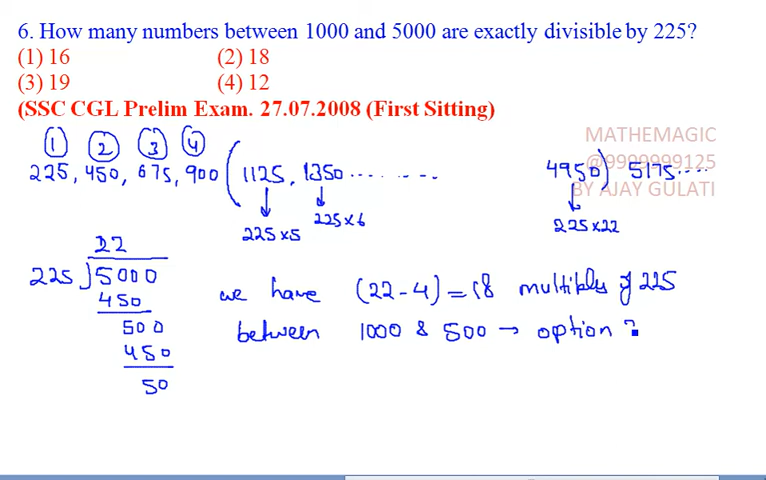 6. How many numbers between 1000 and 5000 are exactly divisible by 225?
(1) 16 (2) 18
(3) 19 (4) 12
(SSC CGL Prelim Exam. 27.07.2008 (First Sitting)
MATHEMAGIC
@9999999125
BY AJAY GULATI
1 2 3 4
225, 450, 675, 900 (1125, 1350........ 4950) 5175....
225×5 225×6 225×22
22
225)5000
450
500
450
50
we have (22-4)=18 multibly of 225
between 1000 & 500 → option 2